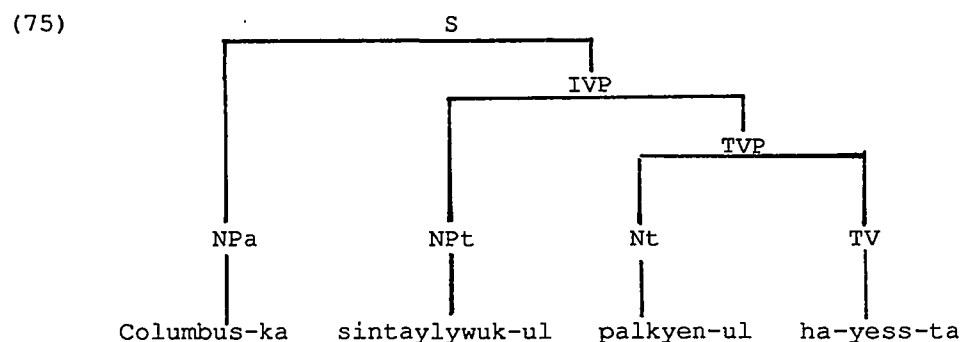 (75)
S
IVP
TVP
NPa NPt Nt TV
Columbus-ka sintaylywuk-ul palkyen-ul ha-yess-ta